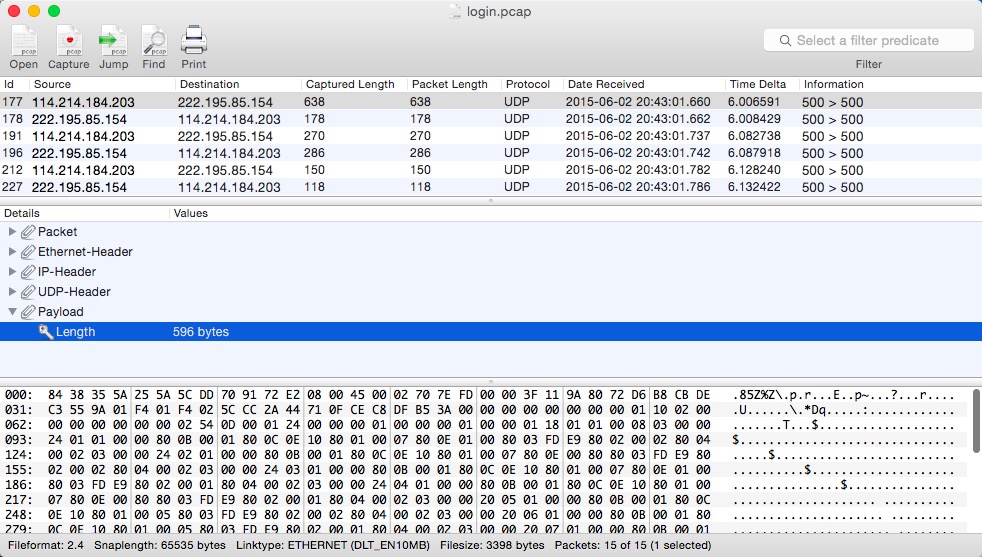 login.pcap
Open Capture Jump Find Print
Select a filter predicate
Filter
Id Source Destination Captured Length Packet Length Protocol Date Received Time Delta Information
177 114.214.184.203 222.195.85.154 638 638 UDP 2015-06-02 20:43:01.660 6.006591 500 > 500
178 222.195.85.154 114.214.184.203 178 178 UDP 2015-06-02 20:43:01.662 6.008429 500 > 500
191 114.214.184.203 222.195.85.154 270 270 UDP 2015-06-02 20:43:01.737 6.082738 500 > 500
196 222.195.85.154 114.214.184.203 286 286 UDP 2015-06-02 20:43:01.742 6.087918 500 > 500
212 114.214.184.203 222.195.85.154 150 150 UDP 2015-06-02 20:43:01.782 6.128240 500 > 500
227 222.195.85.154 114.214.184.203 118 118 UDP 2015-06-02 20:43:01.786 6.132422 500 > 500
Details Values
Packet
Ethernet-Header
IP-Header
UDP-Header
Payload
Length 596 bytes
000: 84 38 35 5A 25 5A 5C DD 70 91 72 E2 08 00 45 00 02 70 7E FD 00 00 3F 11 9A 80 72 D6 B8 CB DE .85Z%Z\.p.r...E..p~...?...r....
031: C3 55 9A 01 F4 01 F4 02 5C CC 2A 44 71 0F CE C8 DF B5 3A 00 00 00 00 00 00 00 00 01 10 02 00 .U......\.*Dq.....:............
062: 00 00 00 00 00 00 02 54 0D 00 01 24 00 00 00 01 00 00 00 01 00 00 01 18 01 01 00 08 03 00 00 .......T...$...................
093: 24 01 01 00 00 80 0B 00 01 80 0C 0E 10 80 01 00 07 80 0E 01 00 80 03 FD E9 80 02 00 02 80 04 $..............................
124: 00 02 03 00 00 24 02 01 00 00 80 0B 00 01 80 0C 0E 10 80 01 00 07 80 0E 00 80 80 03 FD E9 80 .....$.........................
155: 02 00 02 80 04 00 02 03 00 00 24 03 01 00 00 80 0B 00 01 80 0C 0E 10 80 01 00 07 80 0E 01 00 ..........$....................
186: 80 03 FD E9 80 02 00 01 80 04 00 02 03 00 00 24 04 01 00 00 80 0B 00 01 80 0C 0E 10 80 01 00 ...............$...............
217: 07 80 0E 00 80 80 03 FD E9 80 02 00 01 80 04 00 02 03 00 00 20 05 01 00 00 80 0B 00 01 80 0C
248: 0E 10 80 01 00 05 80 03 FD E9 80 02 00 02 80 04 00 02 03 00 00 20 06 01 00 00 80 0B 00 01 80
279: 0C 0E 10 80 01 00 05 80 03 FD E9 80 02 00 01 80 04 00 02 03 00 00 20 07 01 00 00 80 0B 00 01
Fileformat: 2.4 Snaplength: 65535 bytes Linktype: ETHERNET (DLT_EN10MB) Filesize: 3398 bytes Packets: 15 of 15 (1 selected)